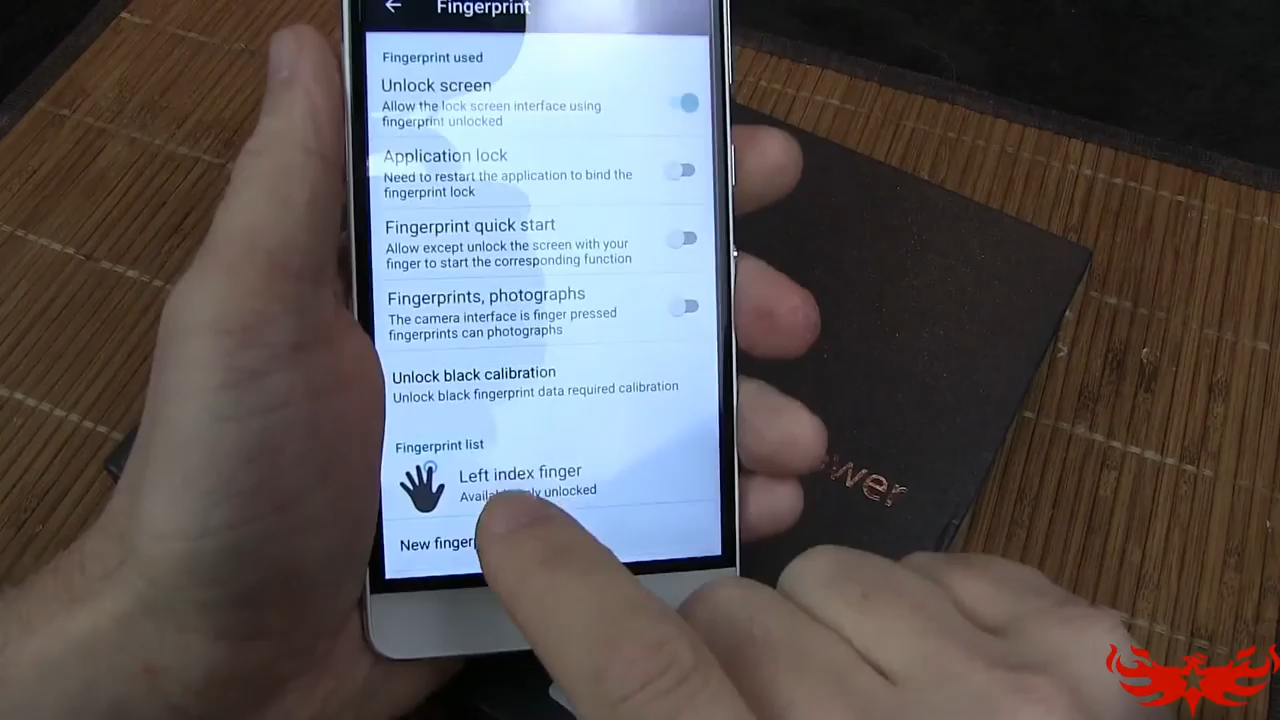 Fingerprint
Fingerprint used
Unlock screen
Allow the lock screen interface using
fingerprint unlocked
Application lock
Need to restart the application to bind the
fingerprint lock
Fingerprint quick start
Allow except unlock the screen with your
finger to start the corresponding function
Fingerprints, photographs
The camera interface is finger pressed
fingerprints can photographs
Unlock black calibration
Unlock black fingerprint data required calibration
Fingerprint list
Left index finger
unlocked
New